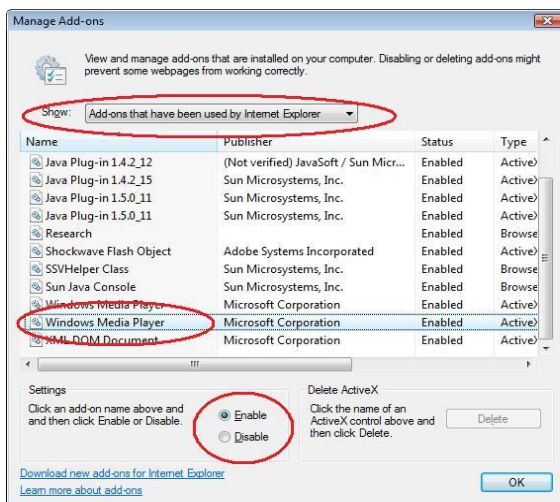 Manage Add-ons
View and manage add-ons that are installed on your computer. Disabling or deleting add-ons might
prevent some webpages from working correctly.
Show: Add-ons that have been used by Internet Explorer
Name Publisher Status Type
Java Plug-in 1.4.2_12 (Not verified) JavaSoft / Sun Micr... Enabled ActiveX
Java Plug-in 1.4.2_15 Sun Microsystems, Inc. Enabled ActiveX
Java Plug-in 1.5.0_11 Sun Microsystems, Inc. Enabled ActiveX
Java Plug-in 1.5.0_11 Sun Microsystems, Inc. Enabled ActiveX
Research Enabled Browse
Shockwave Flash Object Adobe Systems Incorporated Enabled ActiveX
SSVHelper Class Sun Microsystems, Inc. Enabled Browse
Sun Java Console Sun Microsystems, Inc. Enabled Browse
Windows Media Player Microsoft Corporation Enabled ActiveX
Windows Media Player Microsoft Corporation Enabled ActiveX
XML DOM Document Microsoft Corporation Enabled ActiveX
Settings
Click an add-on name above and
and then click Enable or Disable.
Enable
Disable
Delete ActiveX
Click the name of an
ActiveX control above and
then click Delete.
Delete
Download new add-ons for Internet Explorer
Learn more about add-ons
OK